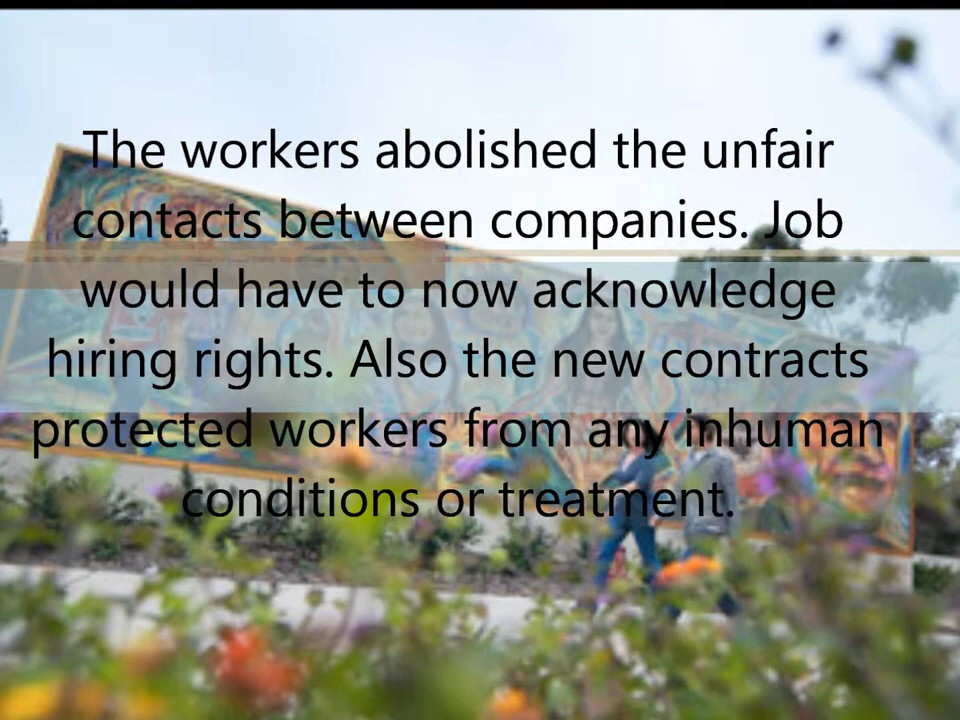 The workers abolished the unfair
contacts between companies. Job
would have to now acknowledge
hiring rights. Also the new contracts
protected workers from any inhuman
conditions or treatment.